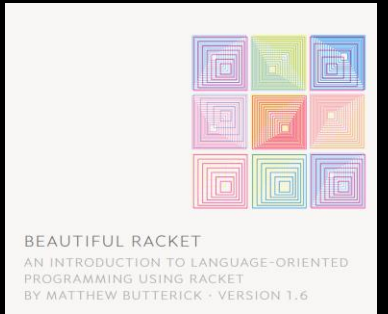 BEAUTIFUL RACKET
AN INTRODUCTION TO LANGUAGE-ORIENTED
PROGRAMMING USING RACKET
BY MATTHEW BUTTERICK · VERSION 1.6